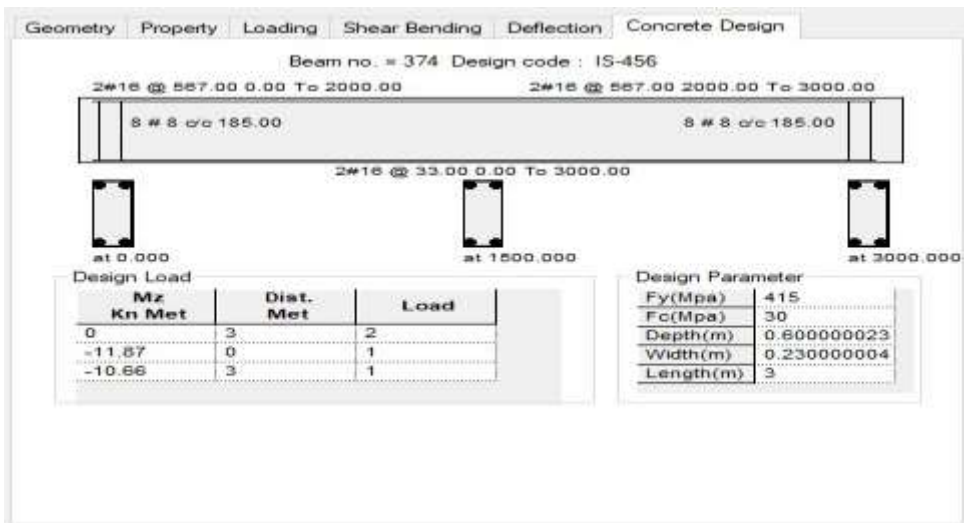 Geometry Property Loading Shear Bending Deflection Concrete Design
Beam no. = 374 Design code : IS-456
2#16 @ 567.00 0.00 To 2000.00 2#16 @ 567.00 2000.00 To 3000.00
8 # 8 c/c 185.00 8 # 8 c/c 185.00
2#16 @ 33.00 0.00 To 3000.00
at 0.000 at 1500.000 at 3000.000
Design Load Design Parameter
Mz Kn Met Dist. Met Load
0 3 2
-11.87 0 1
-10.66 3 1
Fy(Mpa) 415
Fc(Mpa) 30
Depth(m) 0.600000023
Width(m) 0.230000004
Length(m) 3